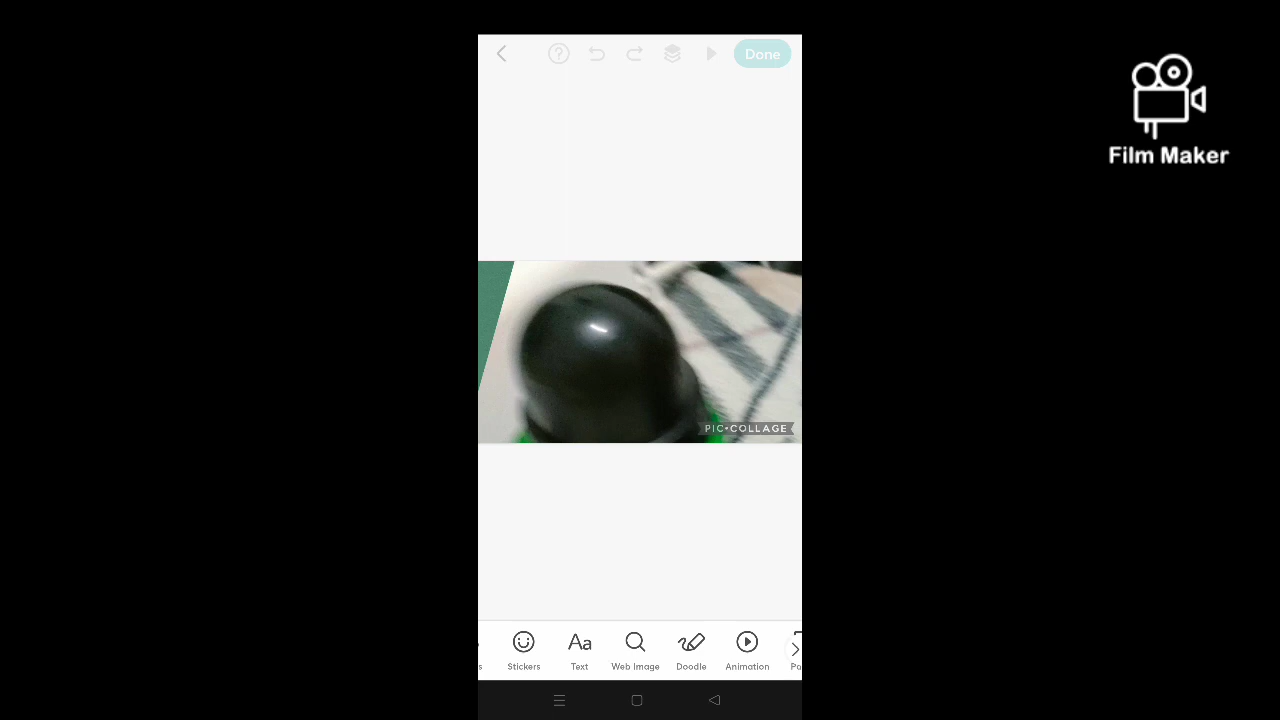 Done
Film Maker
PIC•COLLAGE
Stickers
Text
Web Image
Doodle
Animation